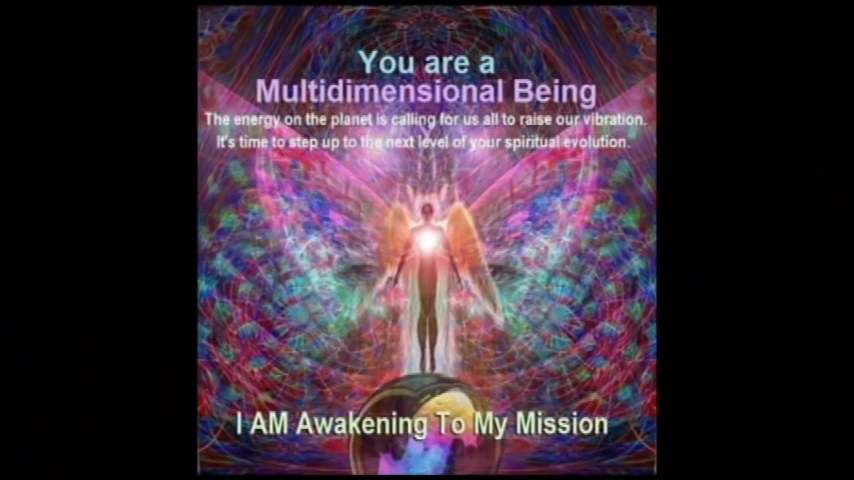 You are a
Multidimensional Being
The energy on the planet is calling for us all to raise our vibration.
It's time to step up to the next level of your spiritual evolution.
I AM Awakening To My Mission